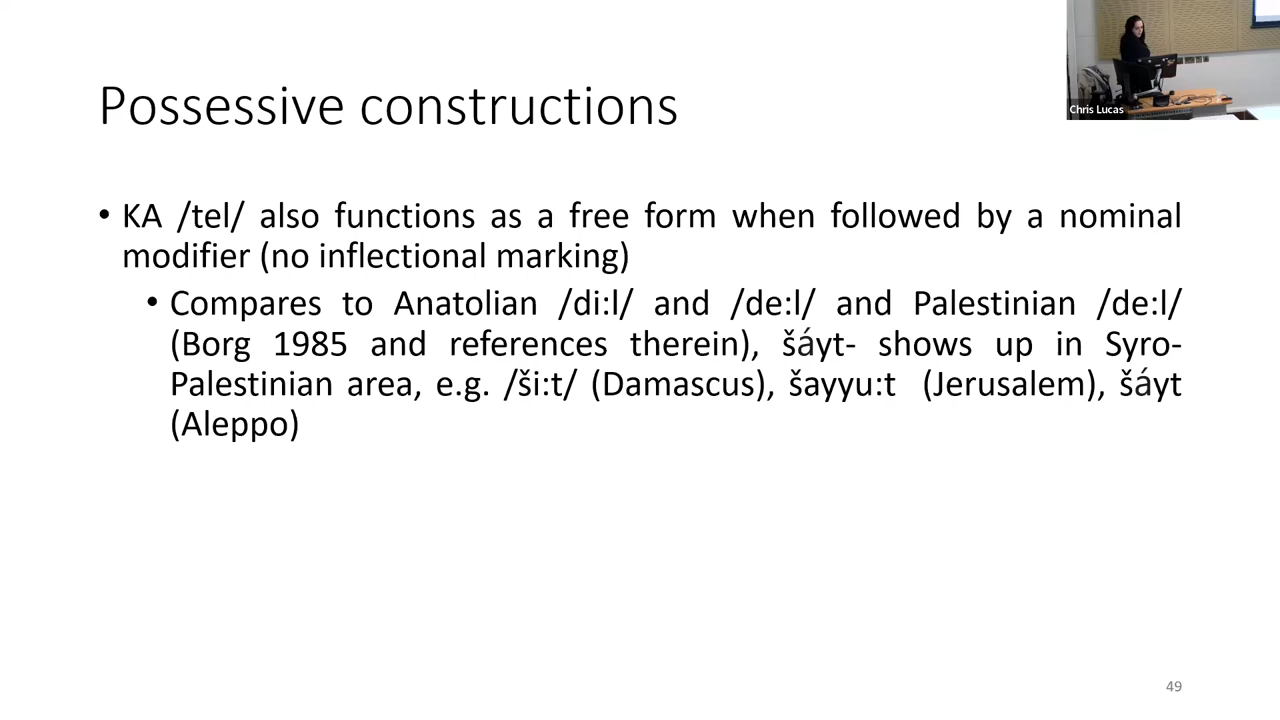 Possessive constructions
Chris Lucas
• KA /tel/ also functions as a free form when followed by a nominal
modifier (no inflectional marking)
• Compares to Anatolian /di:l/ and /de:l/ and Palestinian /de:l/
(Borg 1985 and references therein), šáyt- shows up in Syro-
Palestinian area, e.g. /ši:t/ (Damascus), šayyu:t (Jerusalem), šáyt
(Aleppo)
49